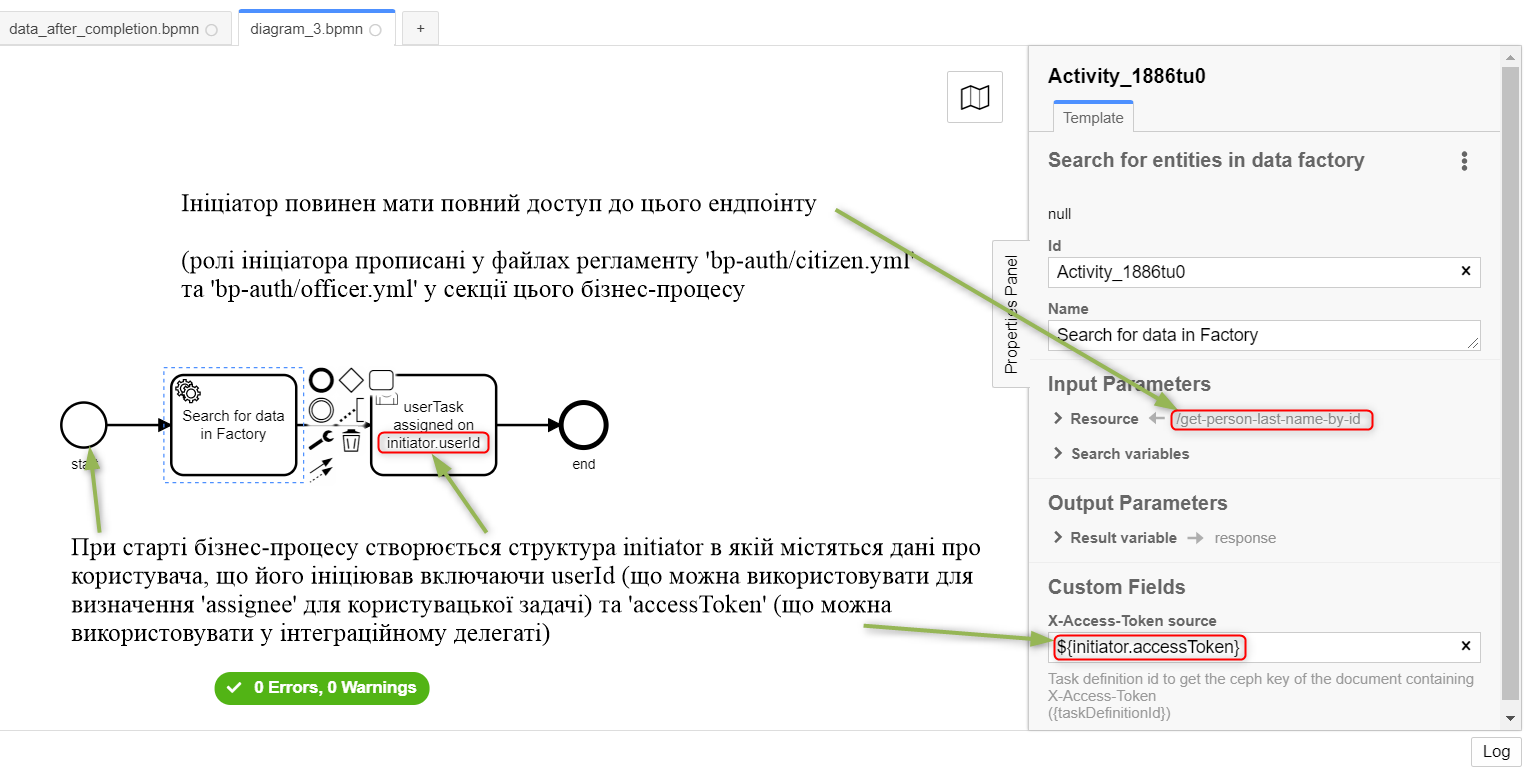 data_after_completion.bpmn
diagram_3.bpmn
+
Ініціатор повинен мати повний доступ до цього ендпоінту
(ролі ініціатора прописані у файлах регламенту 'bp-auth/citizen.yml'
та 'bp-auth/officer.yml' у секції цього бізнес-процесу
Search for data
in Factory
userTask
assigned on
initiator.userId
start
end
При старті бізнес-процесу створюється структура initiator в якій містяться дані про
користувача, що його ініціював включаючи userId (що можна використовувати для
визначення 'assignee' для користувацької задачі) та 'accessToken' (що можна
використовувати у інтеграційному делегаті)
0 Errors, 0 Warnings
Properties Panel
Activity_1886tu0
Template
Search for entities in data factory
null
Id
Activity_1886tu0
Name
Search for data in Factory
Input Parameters
Resource /get-person-last-name-by-id
Search variables
Output Parameters
Result variable response
Custom Fields
X-Access-Token source
${initiator.accessToken}
Task definition id to get the ceph key of the document containing
X-Access-Token
({taskDefinitionId})
Log